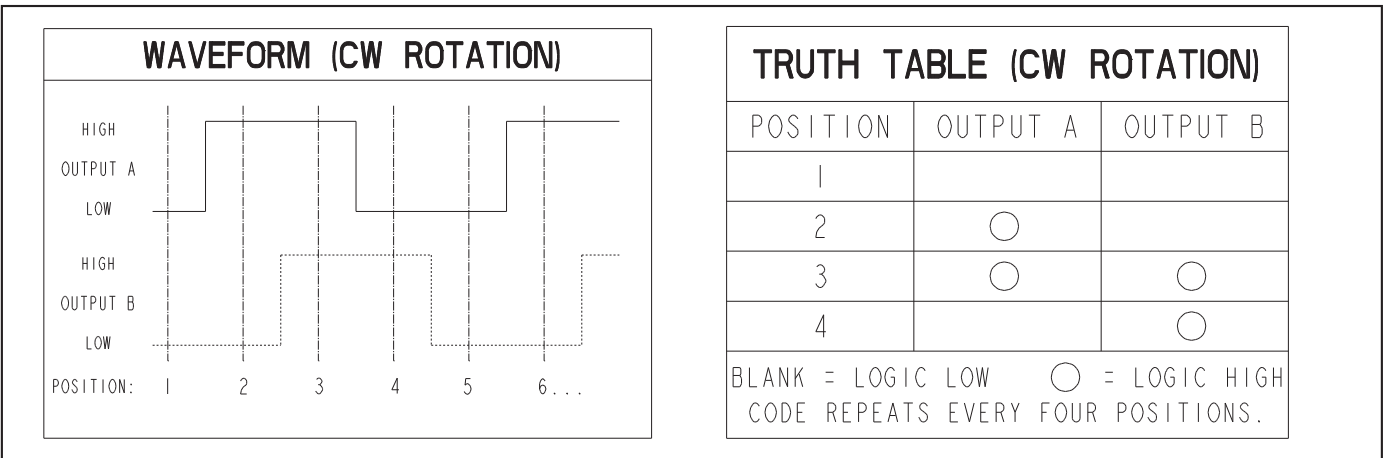 WAVEFORM (CW ROTATION)
HIGH
OUTPUT A
LOW
HIGH
OUTPUT B
LOW
POSITION: 1 2 3 4 5 6...
TRUTH TABLE (CW ROTATION)
POSITION OUTPUT A OUTPUT B
1
2
3
4
BLANK = LOGIC LOW = LOGIC HIGH
CODE REPEATS EVERY FOUR POSITIONS.